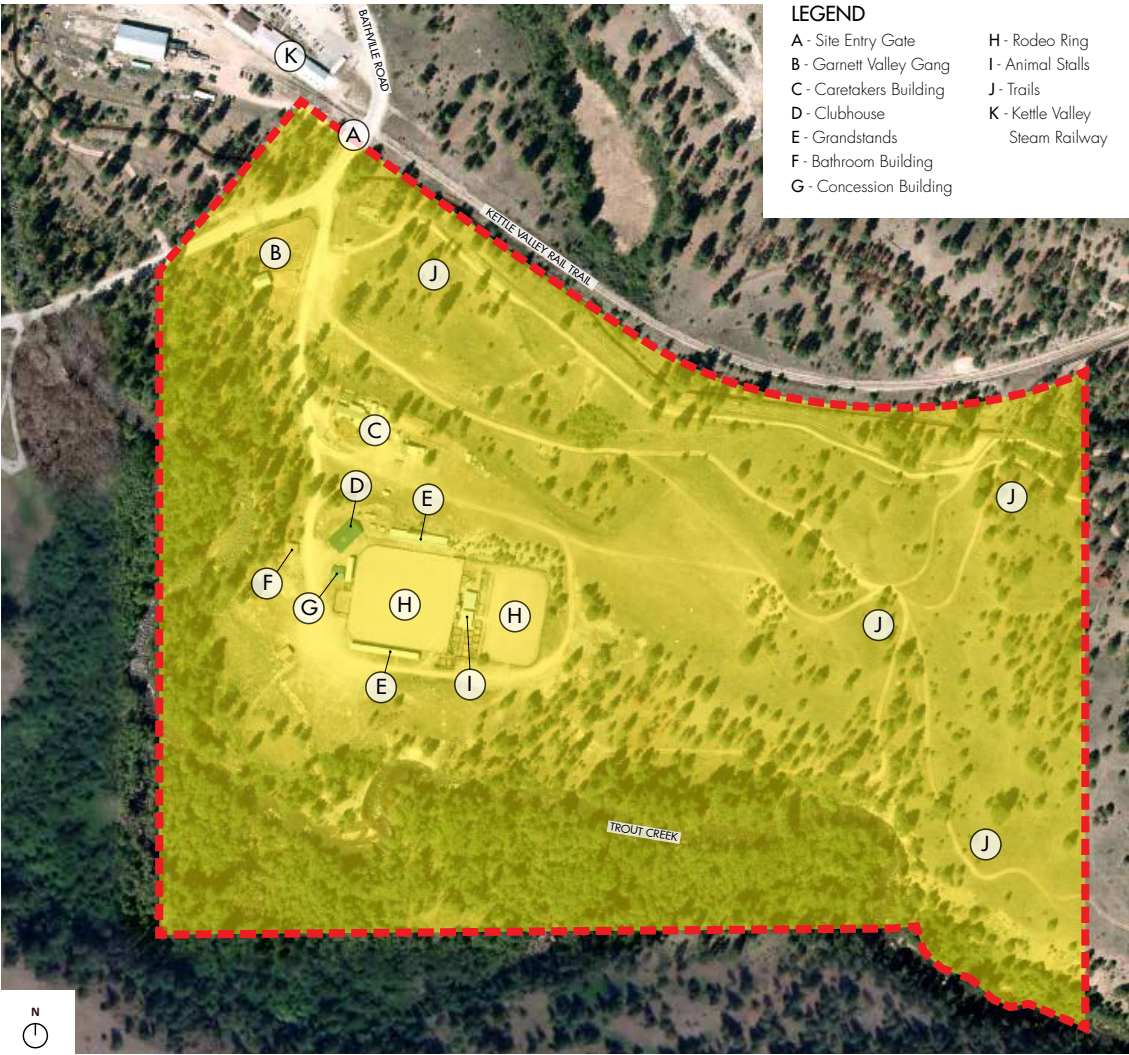 LEGEND
A - Site Entry Gate
B - Garnett Valley Gang
C - Caretakers Building
D - Clubhouse
E - Grandstands
F - Bathroom Building
G - Concession Building
H - Rodeo Ring
I - Animal Stalls
J - Trails
K - Kettle Valley
Steam Railway
BATHVILLE ROAD
K
A
KETTLE VALLEY RAIL TRAIL
B
J
C
D
E
J
F
G
H
H
J
E
I
TROUT CREEK
J
N